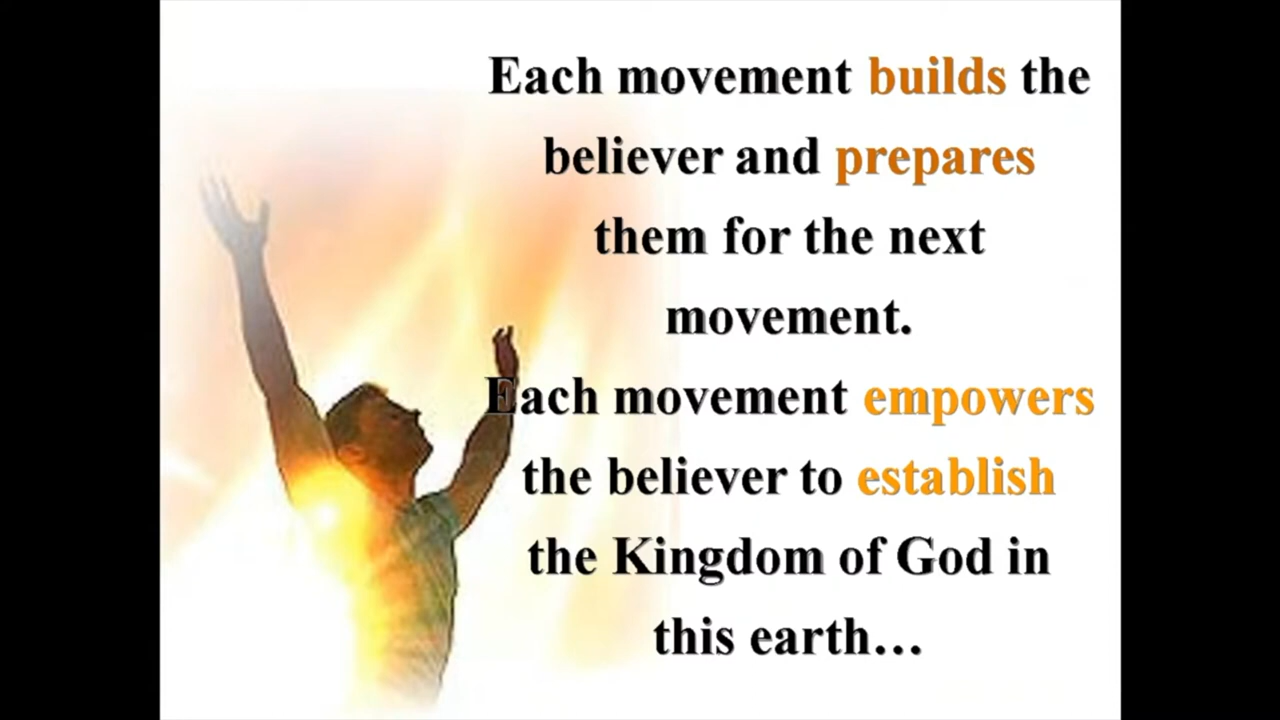 Each movement builds the
believer and prepares
them for the next
movement.
Each movement empowers
the believer to establish
the Kingdom of God in
this earth…